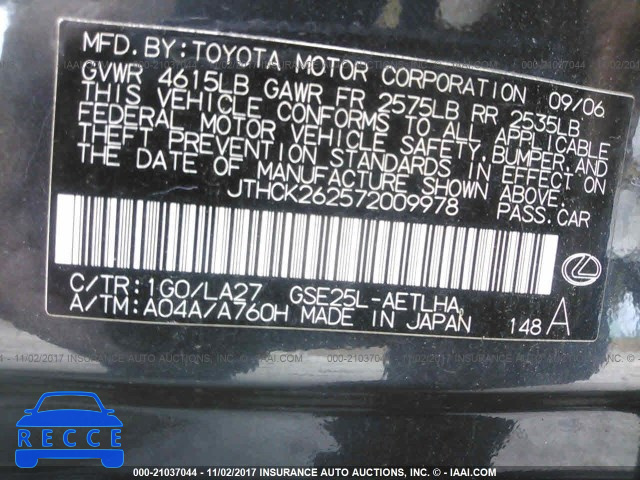 MFD.BY:TOYOTA MOTOR CORPORATION 09/06
GVWR 4615LB GAWR FR 2575LB RR 2535LB
THIS VEHICLE CONFORMS TO ALL APPLICABLE
FEDERAL MOTOR VEHICLE SAFETY,BUMPER,AND
THEFT PREVENTION STANDARDS IN EFFECT ON
THE DATE OF MANUFACTURE SHOWN ABOVE.
JTHCK262572009978 PASS.CAR
C/TR:1G0/LA27 GSE25L-AETLHA
A/TM:A04A/A760H MADE IN JAPAN 148 A
RECCE
000-21037044 - 11/02/2017 INSURANCE AUTO AUCTIONS, INC. - © IAAI.COM